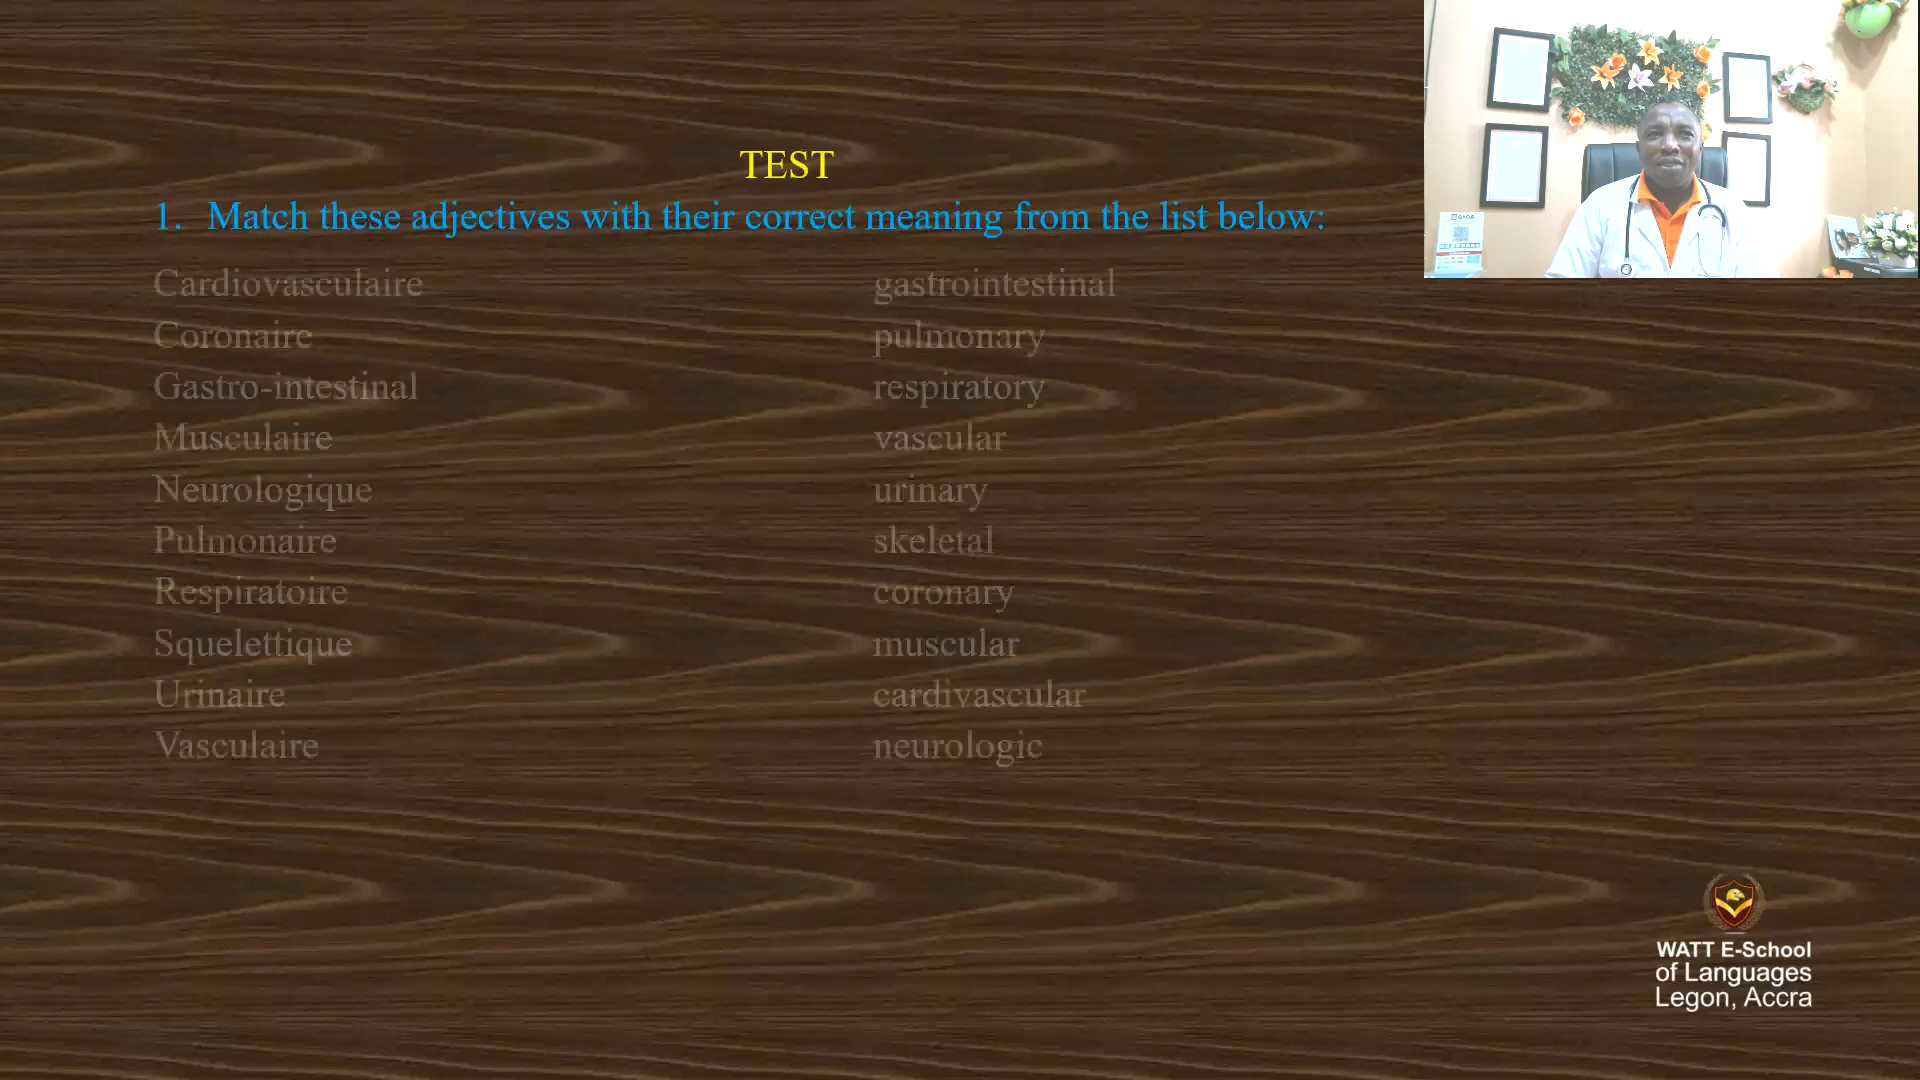 TEST
1. Match these adjectives with their correct meaning from the list below:
Cardiovasculaire gastrointestinal
Coronaire pulmonary
Gastro-intestinal respiratory
Musculaire vascular
Neurologique urinary
Pulmonaire skeletal
Respiratoire coronary
Squelettique muscular
Urinaire cardivascular
Vasculaire neurologic
WATT E-School
of Languages
Legon, Accra